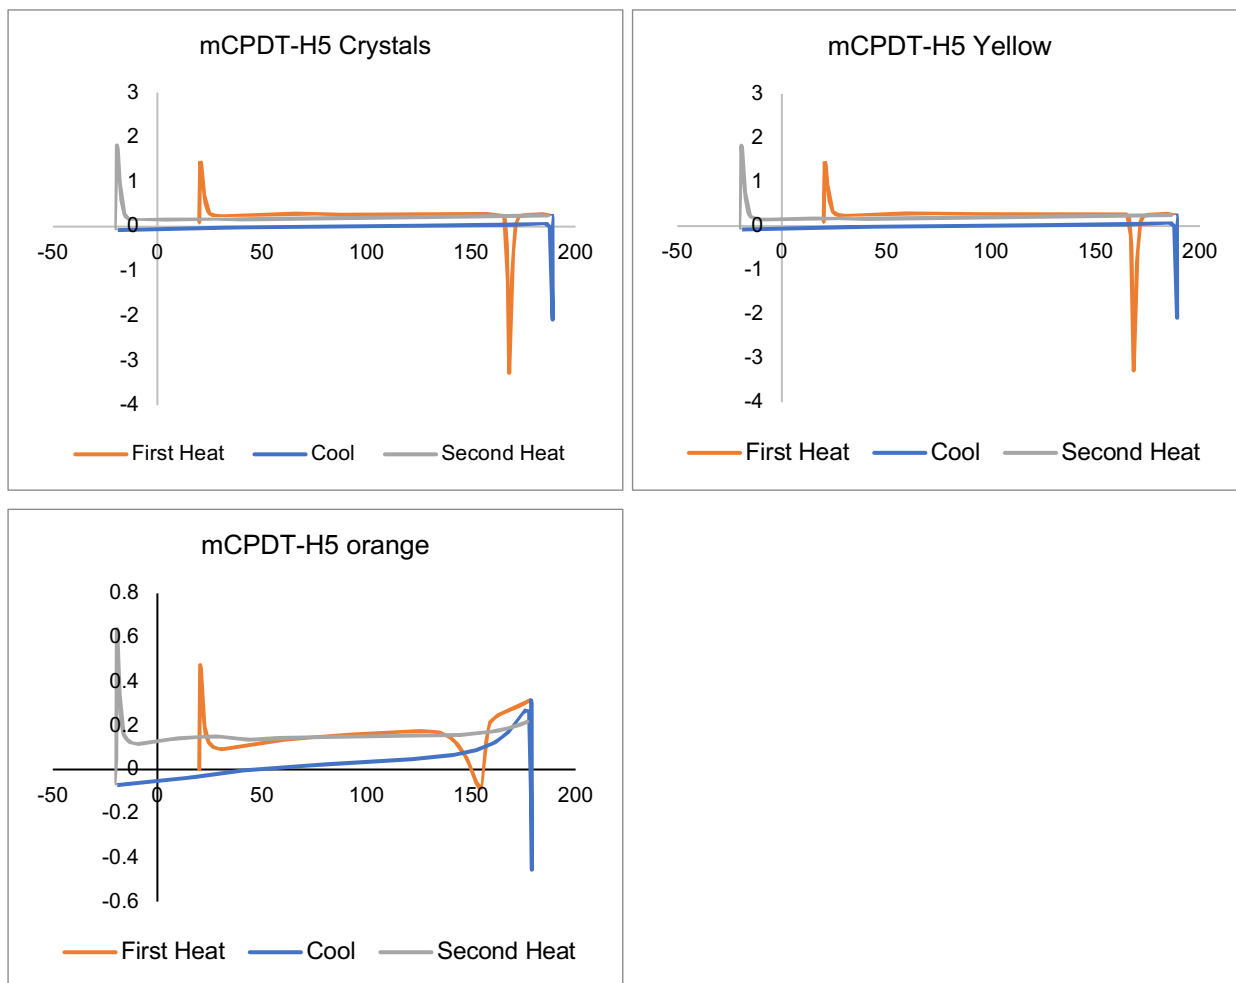 mCPDT-H5 Crystals
3
2
1
0
-50 0 50 100 150 200
-1
-2
-3
-4
First Heat Cool Second Heat
mCPDT-H5 Yellow
3
2
1
0
-50 0 50 100 150 200
-1
-2
-3
-4
First Heat Cool Second Heat
mCPDT-H5 orange
0.8
0.6
0.4
0.2
0
-50 0 50 100 150 200
-0.2
-0.4
-0.6
First Heat Cool Second Heat